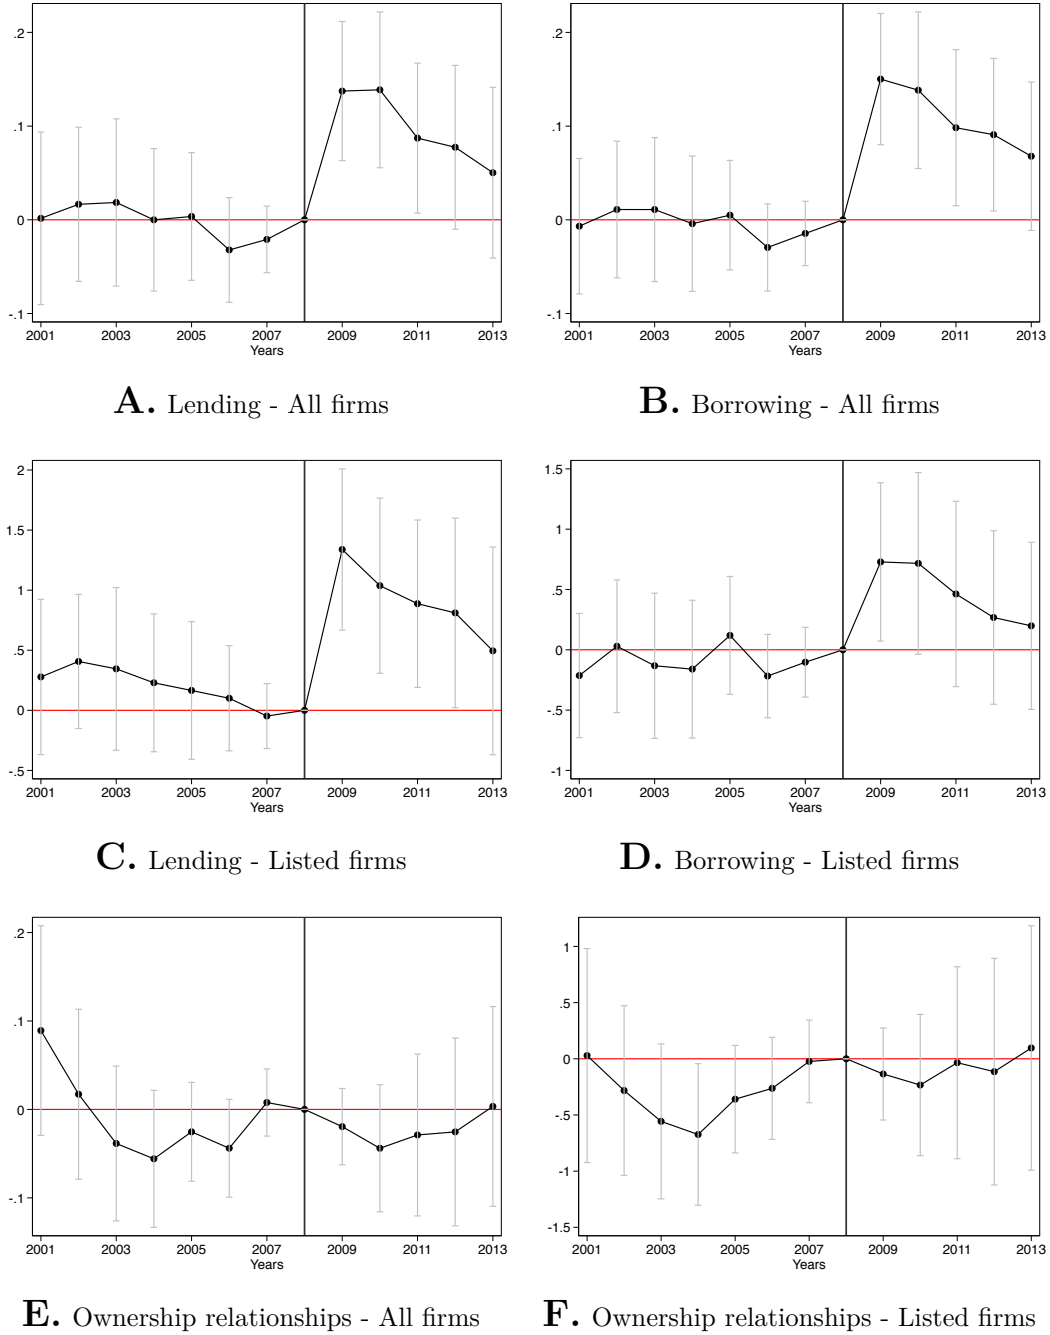 .2
.1
0
-.1
2001 2003 2005 2007 2009 2011 2013
Years
A. Lending - All firms
.2
.1
0
-.1
2001 2003 2005 2007 2009 2011 2013
Years
B. Borrowing - All firms
2
1.5
1
.5
0
-.5
2001 2003 2005 2007 2009 2011 2013
Years
C. Lending - Listed firms
1.5
1
.5
0
-.5
-1
2001 2003 2005 2007 2009 2011 2013
Years
D. Borrowing - Listed firms
.2
.1
0
-.1
2001 2003 2005 2007 2009 2011 2013
Years
E. Ownership relationships - All firms
1
.5
0
-.5
-1
-1.5
2001 2003 2005 2007 2009 2011 2013
Years
F. Ownership relationships - Listed firms